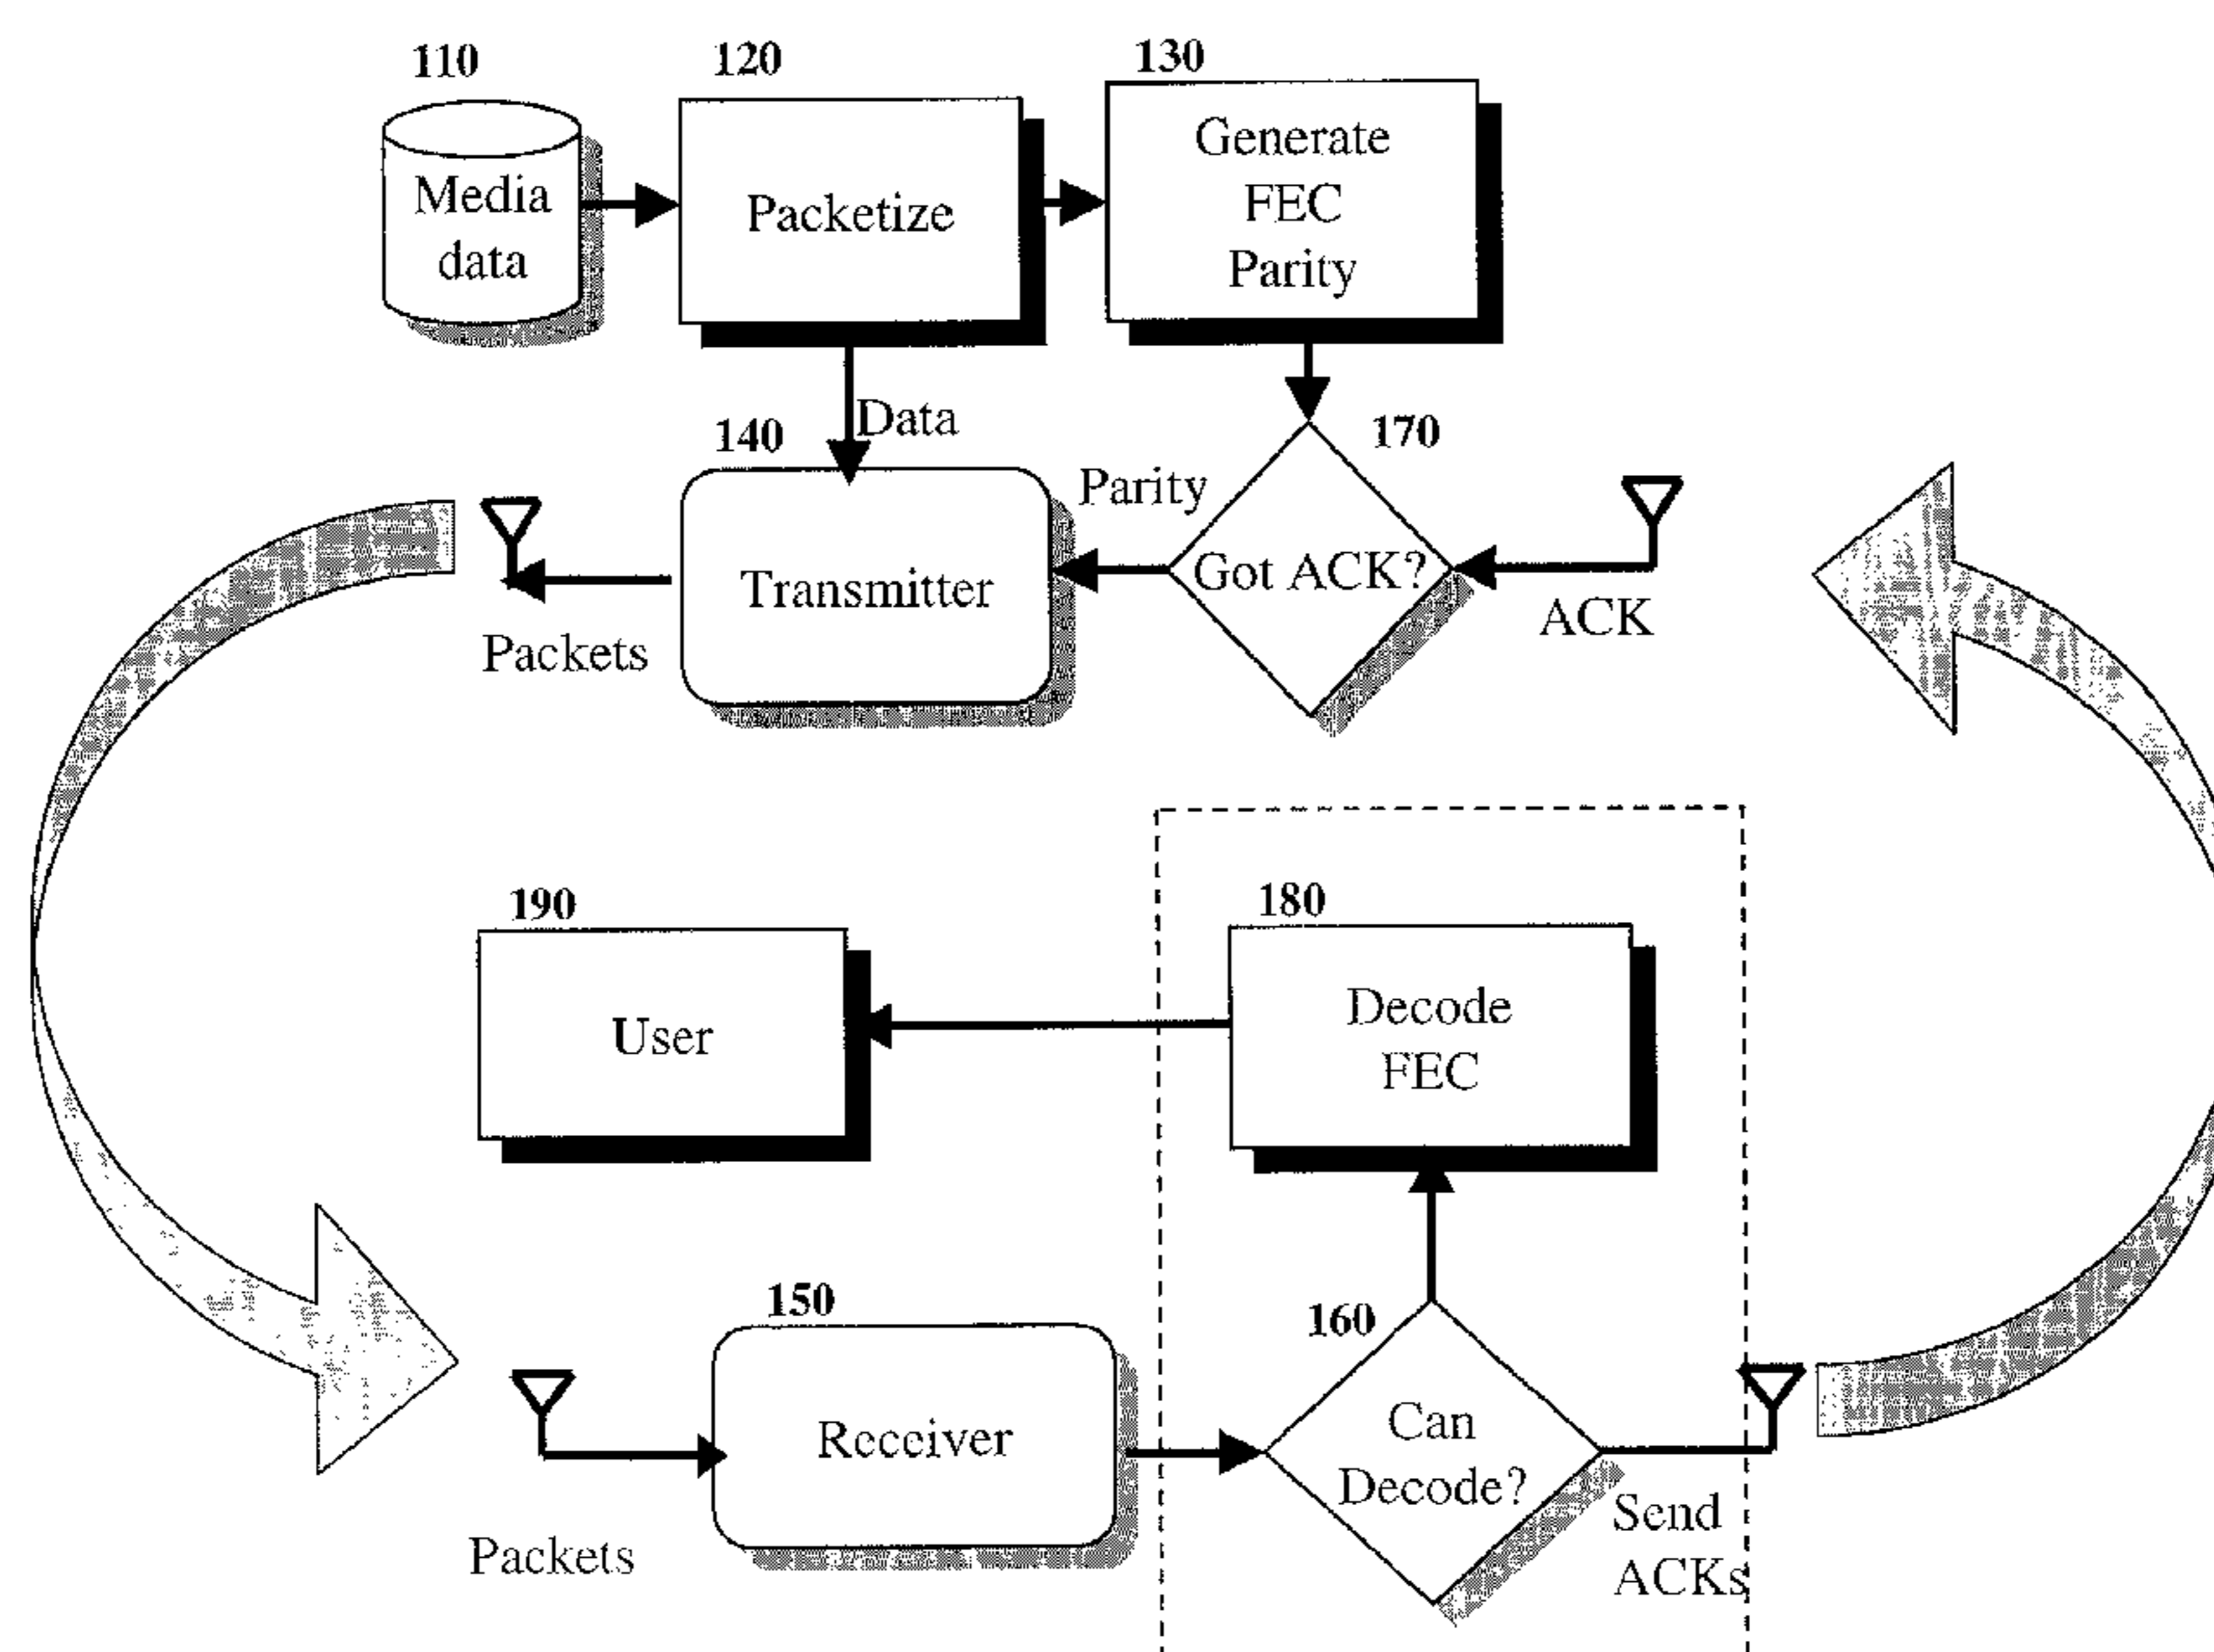 110
120
130
Media
data
Packetize
Generate
FEC
Parity
Data
140
170
Parity
Transmitter
Got ACK?
ACK
Packets
190
180
User
Decode
FEC
150
160
Receiver
Can
Decode?
Send
ACKs
Packets